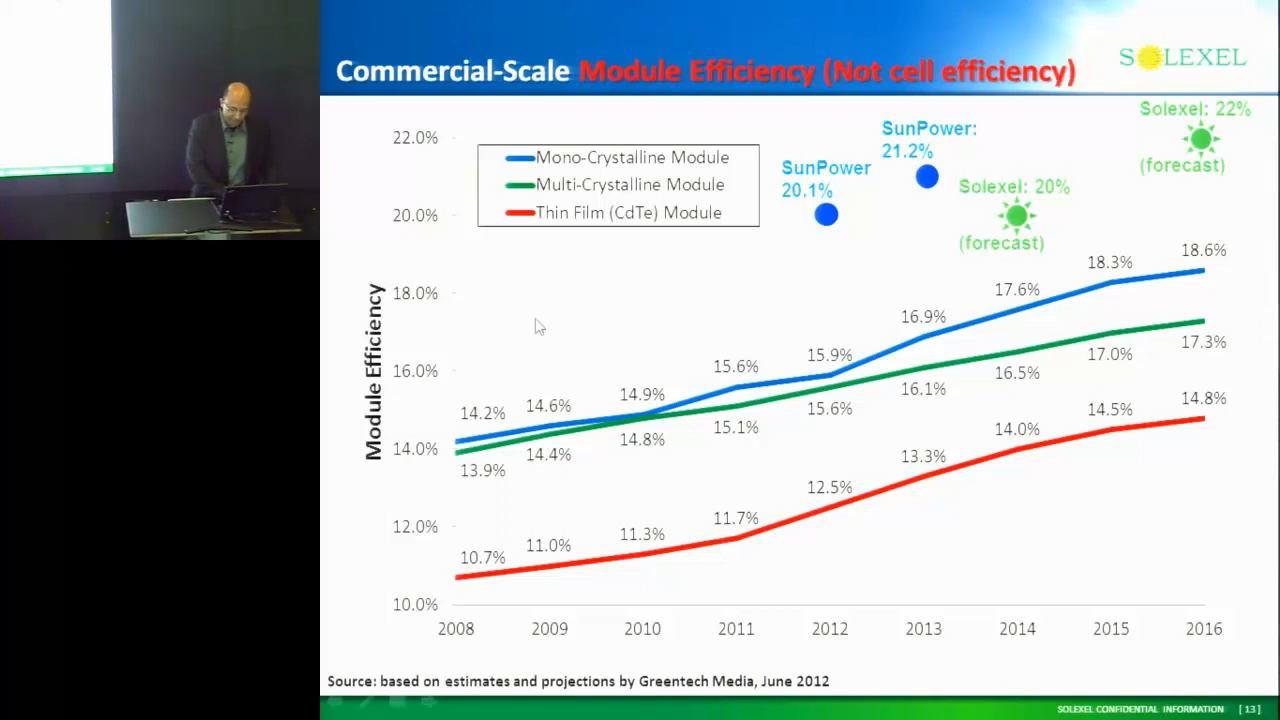 Commercial-Scale Module Efficiency (Not cell efficiency)
SOLEXEL
Solexel: 22%
(forecast)
SunPower:
21.2%
SunPower
20.1%
Solexel: 20%
(forecast)
Mono-Crystalline Module
Multi-Crystalline Module
Thin Film (CdTe) Module
Module Efficiency
22.0%
20.0%
18.0%
16.0%
14.0%
12.0%
10.0%
14.2% 14.6% 14.9% 15.6% 15.9% 16.9% 17.6% 18.3% 18.6%
13.9% 14.4% 14.8% 15.1% 15.6% 16.1% 16.5% 17.0% 17.3%
10.7% 11.0% 11.3% 11.7% 12.5% 13.3% 14.0% 14.5% 14.8%
2008 2009 2010 2011 2012 2013 2014 2015 2016
Source: based on estimates and projections by Greentech Media, June 2012
SOLEXEL CONFIDENTIAL INFORMATION [ 13 ]